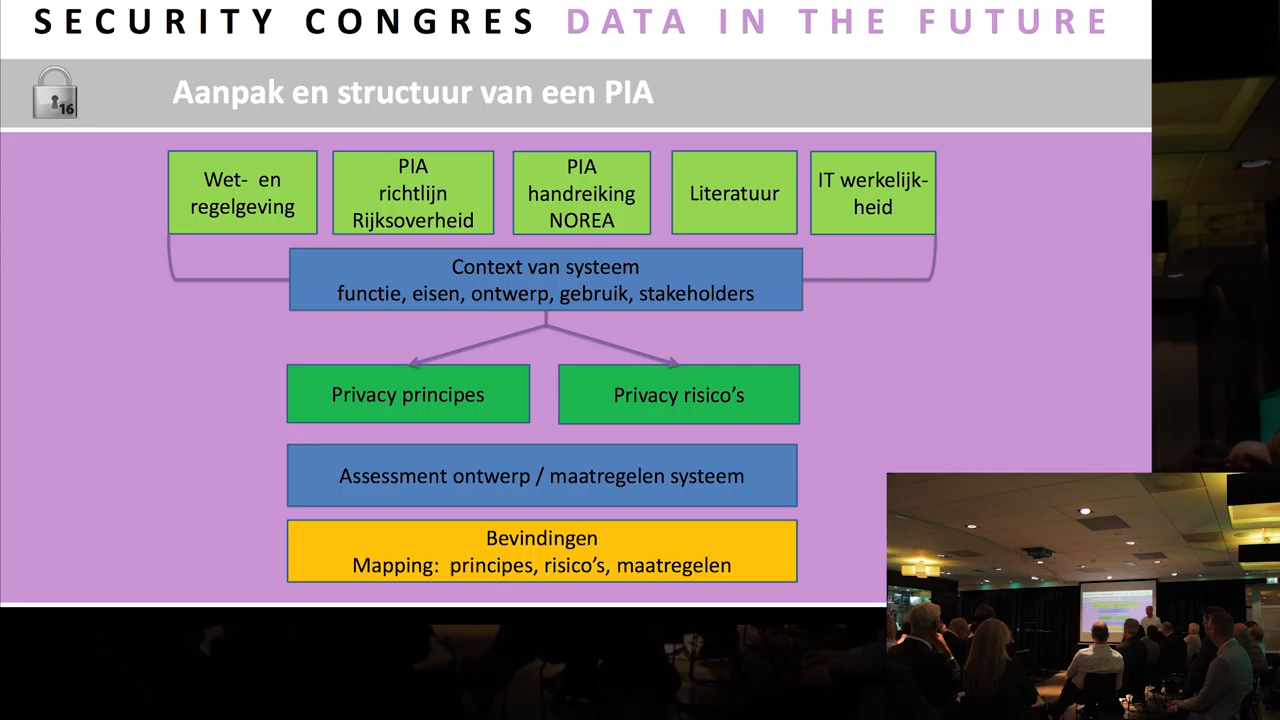 SECURITY CONGRES DATA IN THE FUTURE
16
Aanpak en structuur van een PIA
Wet- en
regelgeving
PIA
richtlijn
Rijksoverheid
PIA
handreiking
NOREA
Literatuur
IT werkelijk-
heid
Context van systeem
functie, eisen, ontwerp, gebruik, stakeholders
Privacy principes
Privacy risico's
Assessment ontwerp / maatregelen systeem
Bevindingen
Mapping: principes, risico's, maatregelen